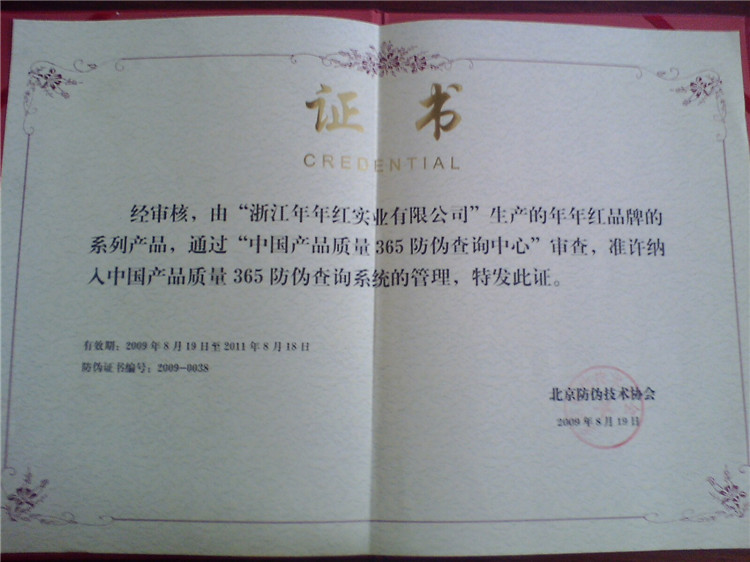 证书
CREDENTIAL
经审核，由“浙江年年红实业有限公司”生产的年年红品牌的
系列产品，通过“中国产品质量365防伪查询中心”审查，准许纳
入中国产品质量365防伪查询系统的管理，特发此证。
有效期：2009年8月19日至2011年8月18日
防伪证书编号：2009-0038
北京防伪技术协会
2009年8月19日